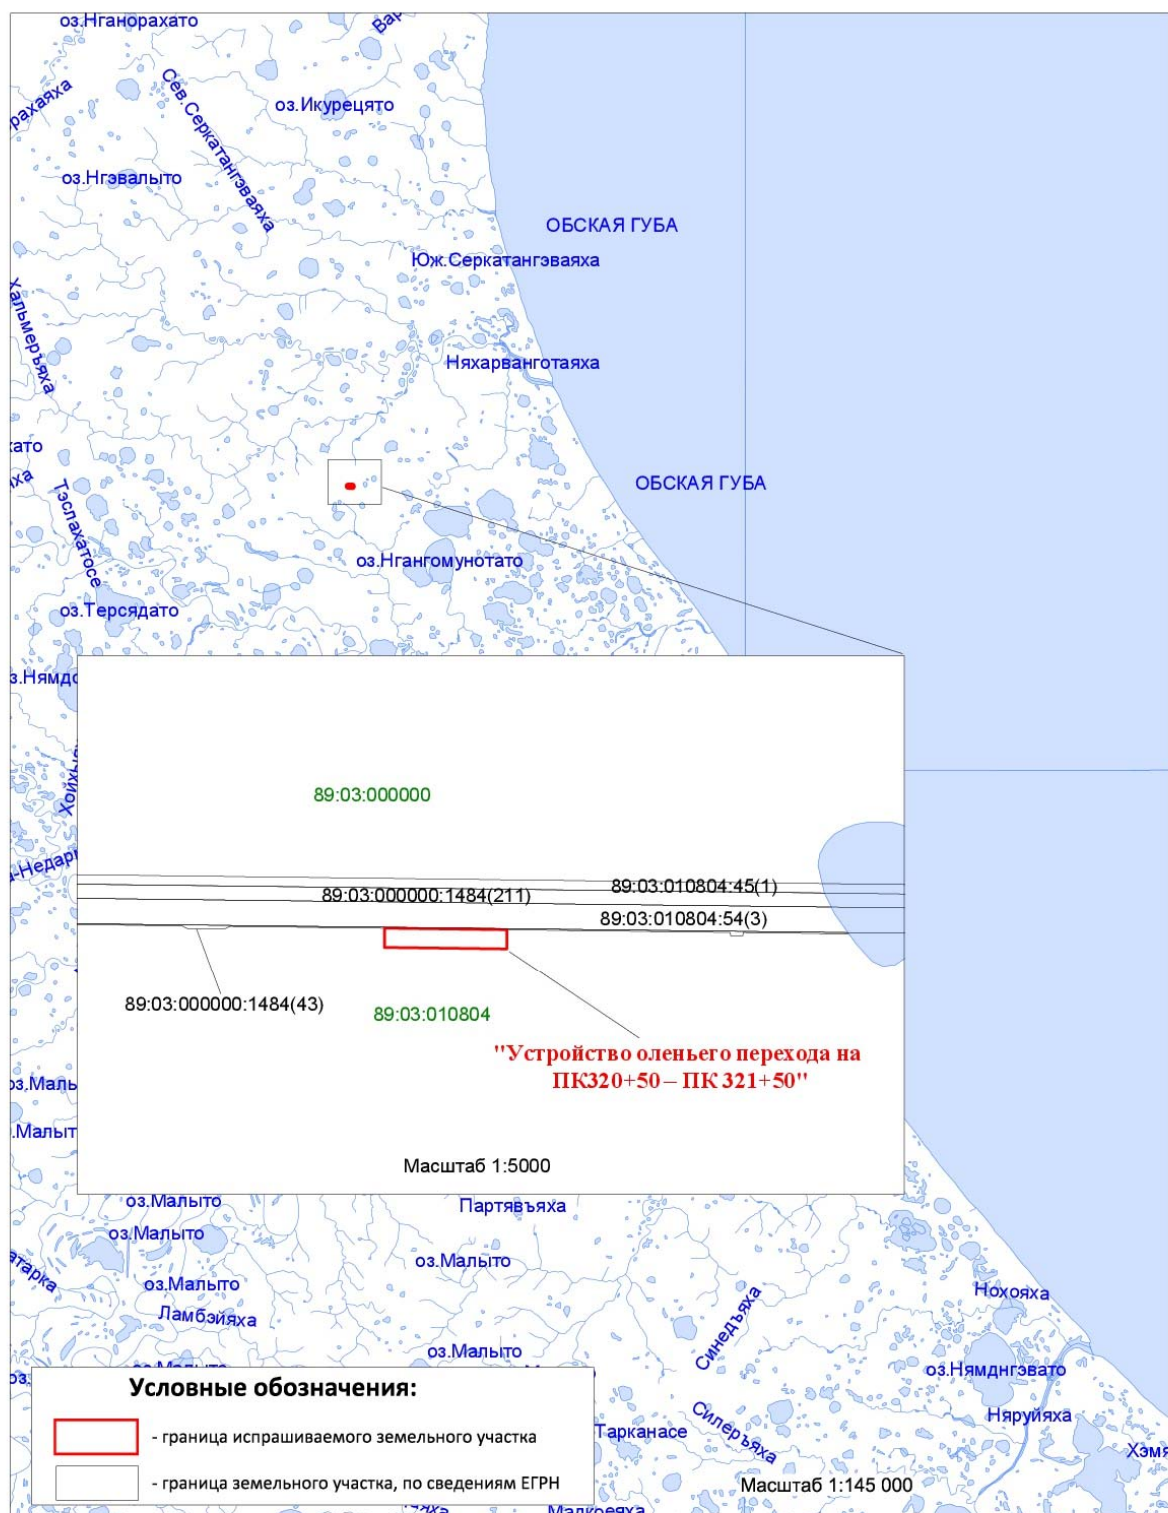 оз.Нганорахато
Сев.Серкатангэваяха
оз.Икурецято
оз.Нгэвалыто
ОБСКАЯ ГУБА
Юж.Серкатангэваяха
Хальмеръяха
Няхарванготаяха
ОБСКАЯ ГУБА
Тэслахатосе
оз.Нгангомунотато
оз.Терсядато
89:03:000000
89:03:010804:45(1)
89:03:000000:1484(211)
89:03:010804:54(3)
89:03:000000:1484(43)
89:03:010804
"Устройство оленьего перехода на
ПК320+50 – ПК 321+50"
Масштаб 1:5000
оз.Малыто
Партявъяха
оз.Малыто
оз.Малыто
оз.Малыто
Нохояха
Ламбэйяха
Синедъяха
оз.Малыто
оз.Нямднгэвато
Няруйяха
Сиперъяха
Тарканасе
Условные обозначения:
- граница испрашиваемого земельного участка
- граница земельного участка, по сведениям ЕГРН
Масштаб 1:145 000